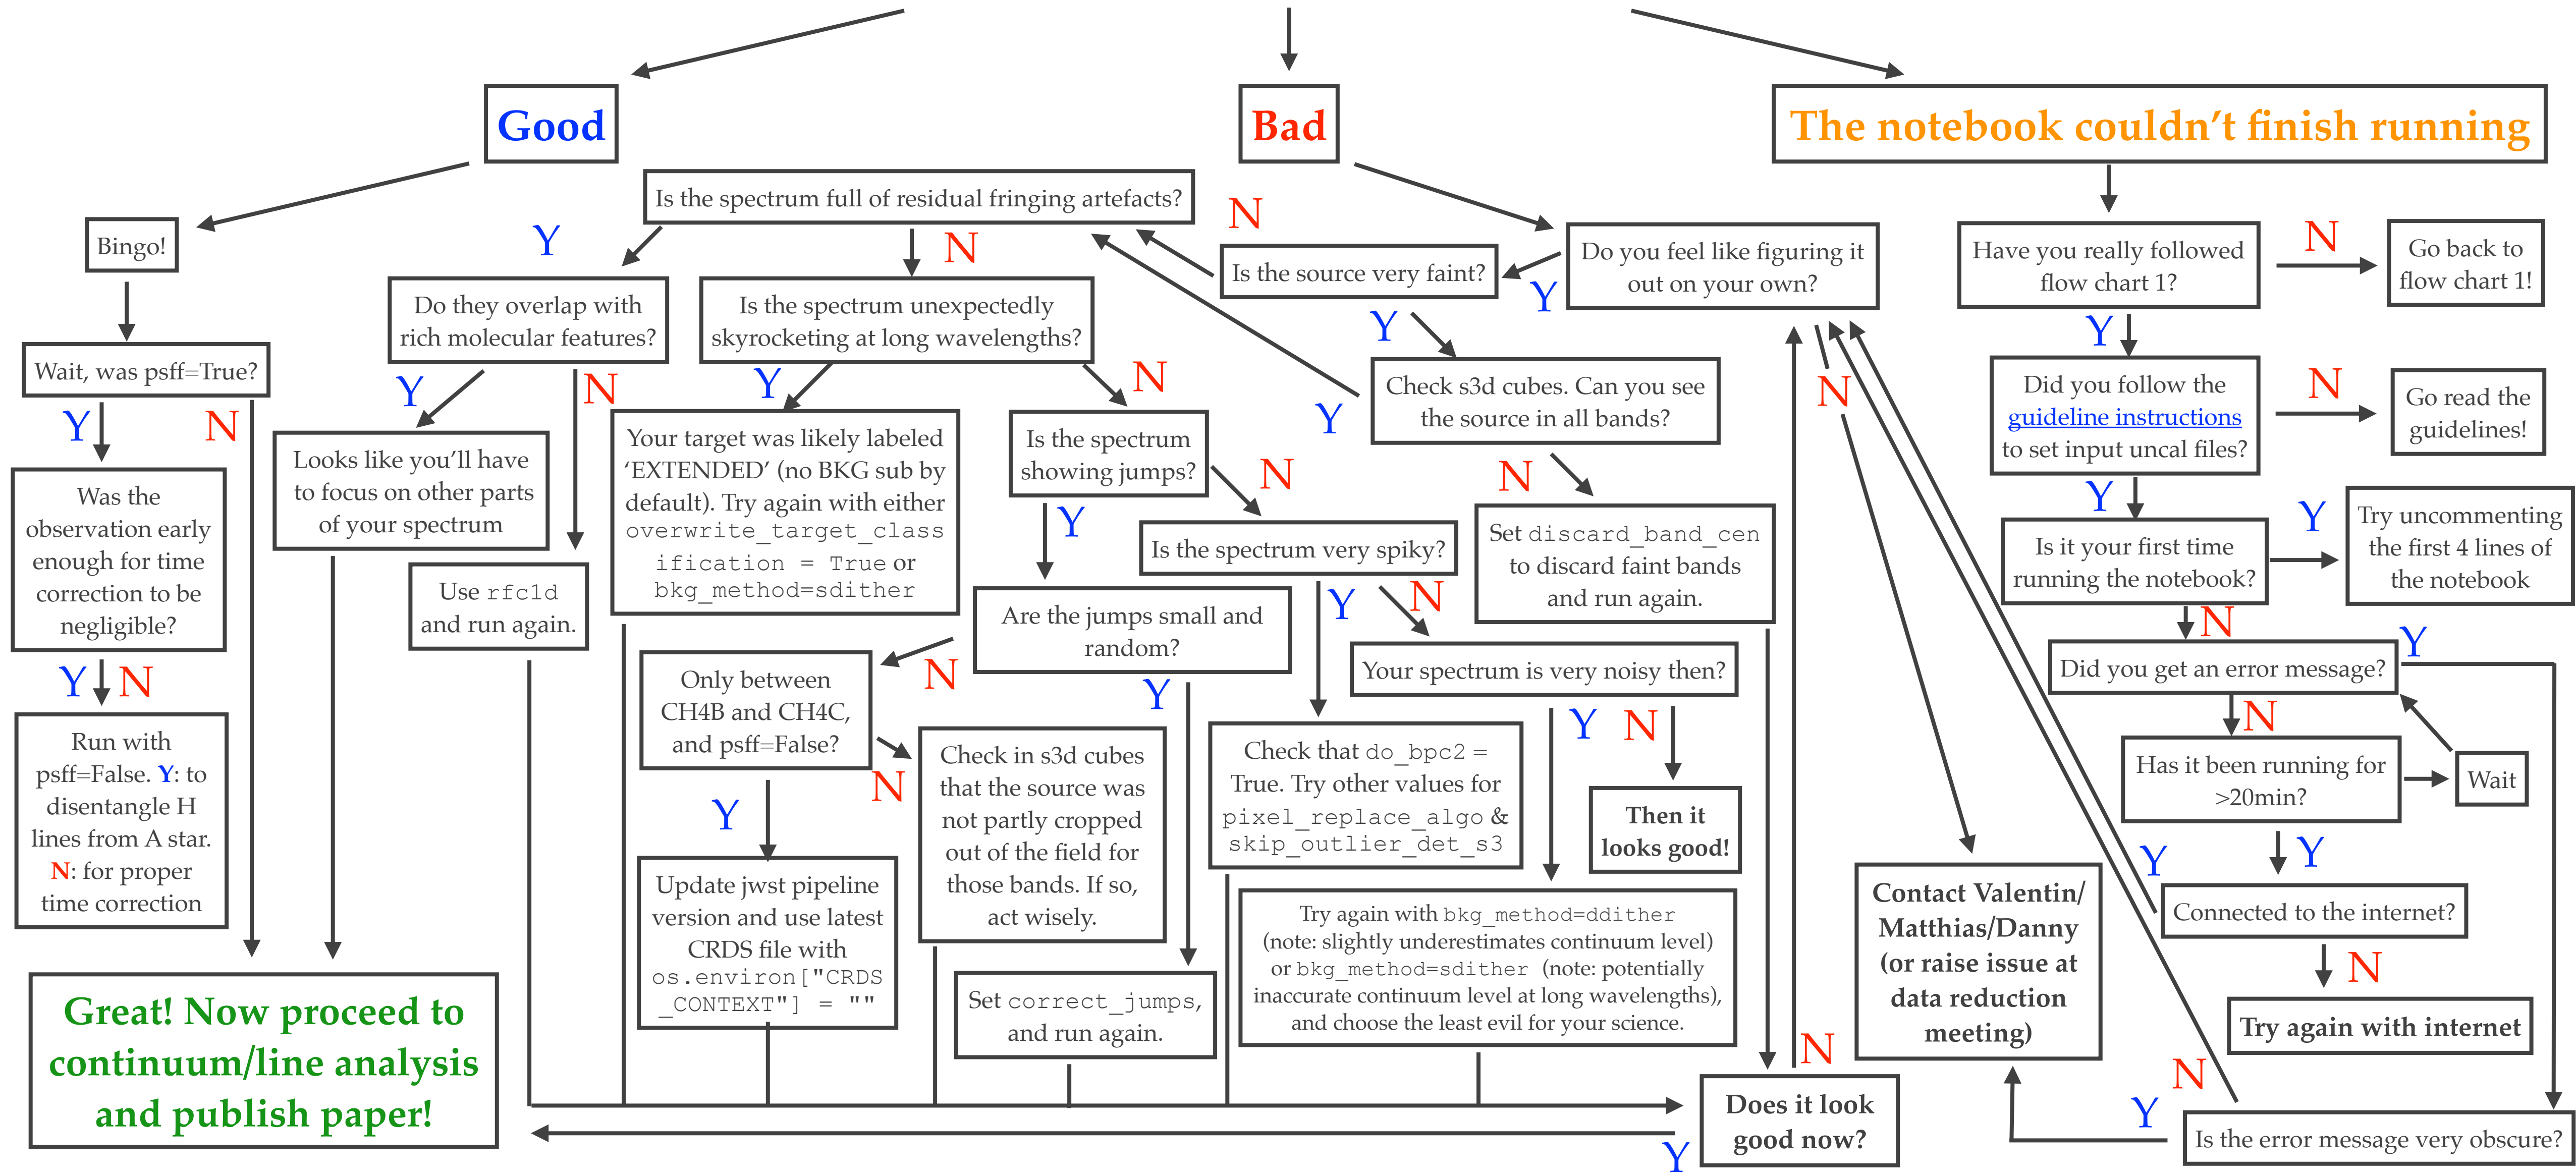 Good
Bad
The notebook couldn't finish running
Bingo!
Wait, was psff=True?
Y
N
Was the
observation early
enough for time
correction to be
negligible?
Y
N
Run with
psff=False. Y: to
disentangle H
lines from A star.
N: for proper
time correction
Great! Now proceed to
continuum/line analysis
and publish paper!
Is the spectrum full of residual fringing artefacts?
Y
N
Do they overlap with
rich molecular features?
Y
N
Looks like you'll have
to focus on other parts
of your spectrum
Use rfc1d
and run again.
Is the spectrum unexpectedly
skyrocketing at long wavelengths?
Y
N
Your target was likely labeled
'EXTENDED' (no BKG sub by
default). Try again with either
overwrite_target_class
ification = True or
bkg_method=sdither
Is the spectrum
showing jumps?
Y
N
Are the jumps small and
random?
N
Y
Only between
CH4B and CH4C,
and psff=False?
Y
N
Update jwst pipeline
version and use latest
CRDS file with
os.environ["CRDS
_CONTEXT"] = ""
Check in s3d cubes
that the source was
not partly cropped
out of the field for
those bands. If so,
act wisely.
Set correct_jumps,
and run again.
Is the spectrum very spiky?
Y
N
Check that do_bpc2 =
True. Try other values for
pixel_replace_algo &
skip_outlier_det_s3
Your spectrum is very noisy then?
Y
N
Then it
looks good!
Try again with bkg_method=ddither
(note: slightly underestimates continuum level)
or bkg_method=sdither (note: potentially
inaccurate continuum level at long wavelengths),
and choose the least evil for your science.
Do you feel like figuring it
out on your own?
Y
N
Is the source very faint?
N
Y
Check s3d cubes. Can you see
the source in all bands?
Y
N
Set discard_band_cen
to discard faint bands
and run again.
Does it look
good now?
N
Y
Contact Valentin/
Matthias/Danny
(or raise issue at
data reduction
meeting)
Have you really followed
flow chart 1?
N
Go back to
flow chart 1!
Y
Did you follow the
guideline instructions
to set input uncal files?
N
Go read the
guidelines!
Y
Is it your first time
running the notebook?
Y
Try uncommenting
the first 4 lines of
the notebook
N
Did you get an error message?
Y
N
Has it been running for
>20min?
Wait
Y
Connected to the internet?
Y
N
Try again with internet
Is the error message very obscure?
N
Y